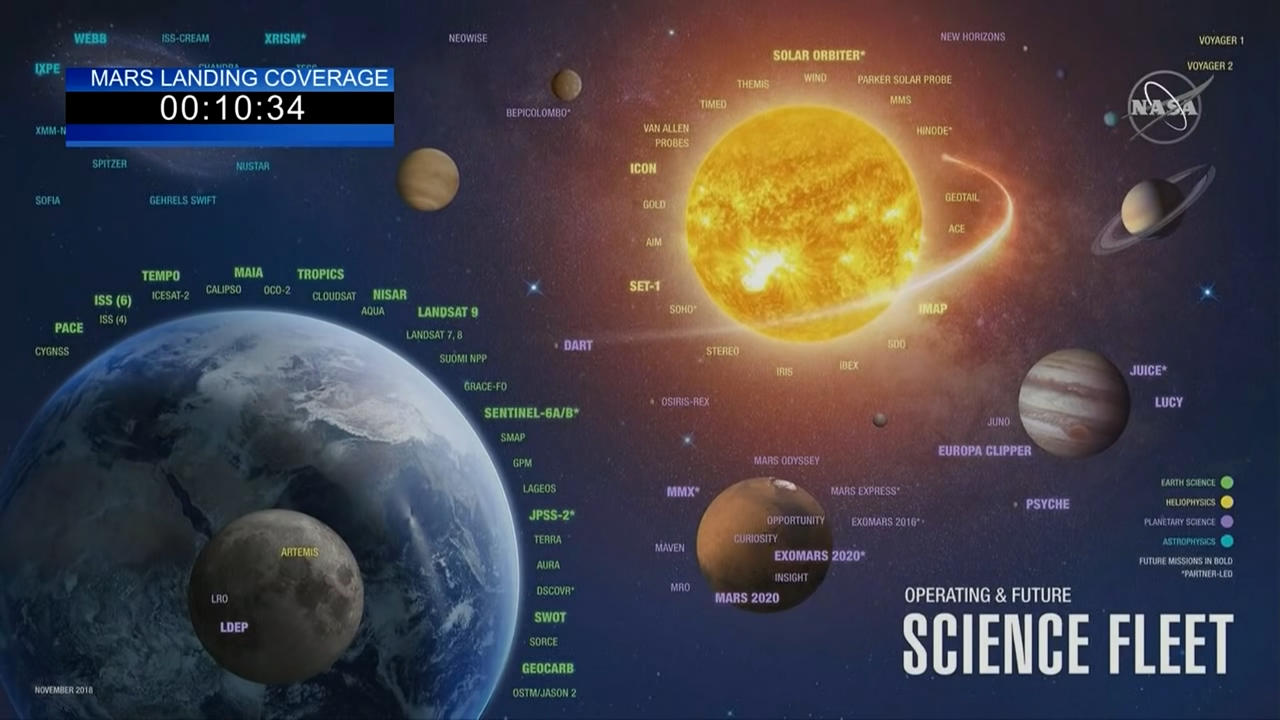 WEBB
ISS-CREAM
XRISM*
NEOWISE
NEW HORIZONS
VOYAGER 1
VOYAGER 2
IXPE
CHANDRA
TESS
MARS LANDING COVERAGE
00:10:34
XMM-N
SPITZER
NUSTAR
SOFIA
GEHRELS SWIFT
BEPICOLOMBO*
SOLAR ORBITER*
WIND
PARKER SOLAR PROBE
THEMIS
MMS
TIMED
HINODE*
VAN ALLEN
PROBES
ICON
GOLD
GEOTAIL
ACE
AIM
SET-1
SOHO*
IMAP
STEREO
SDO
IRIS
IBEX
NASA
TEMPO
MAIA
TROPICS
ICESAT-2
CALIPSO
OCO-2
CLOUDSAT
NISAR
ISS (6)
ISS (4)
AQUA
LANDSAT 9
PACE
LANDSAT 7, 8
CYGNSS
SUOMI NPP
GRACE-FO
SENTINEL-6A/B*
SMAP
GPM
LAGEOS
JPSS-2*
TERRA
AURA
DSCOVR*
SWOT
SORCE
GEOCARB
OSTM/JASON 2
ARTEMIS
LRO
LDEP
DART
OSIRIS-REX
MARS ODYSSEY
MMX*
MARS EXPRESS*
OPPORTUNITY
EXOMARS 2016*
CURIOSITY
MAVEN
EXOMARS 2020*
INSIGHT
MRO
MARS 2020
JUICE*
LUCY
JUNO
EUROPA CLIPPER
PSYCHE
EARTH SCIENCE
HELIOPHYSICS
PLANETARY SCIENCE
ASTROPHYSICS
FUTURE MISSIONS IN BOLD
*PARTNER-LED
OPERATING & FUTURE
SCIENCE FLEET
NOVEMBER 2018